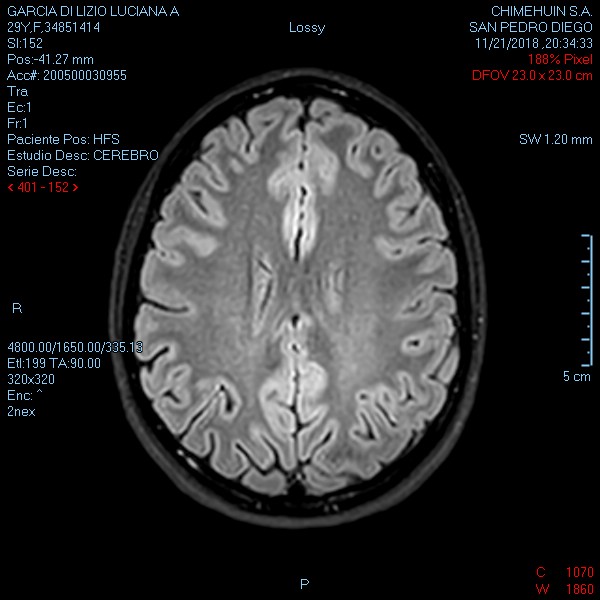 GARCIA DI LIZIO LUCIANA A
29Y,F,34851414
Sl:152
Pos:-41.27 mm
Acc#: 200500030955
Tra
Ec:1
Fr:1
Paciente Pos: HFS
Estudio Desc: CEREBRO
Serie Desc:
< 401 - 152 >
Lossy
CHIMEHUIN S.A.
SAN PEDRO DIEGO
11/21/2018 ,20:34:33
188% Pixel
DFOV 23.0 x 23.0 cm
SW 1.20 mm
R
4800.00/1650.00/335.13
Etl:199 TA:90.00
320x320
Enc: ^
2nex
5 cm
P
C 1070
W 1860